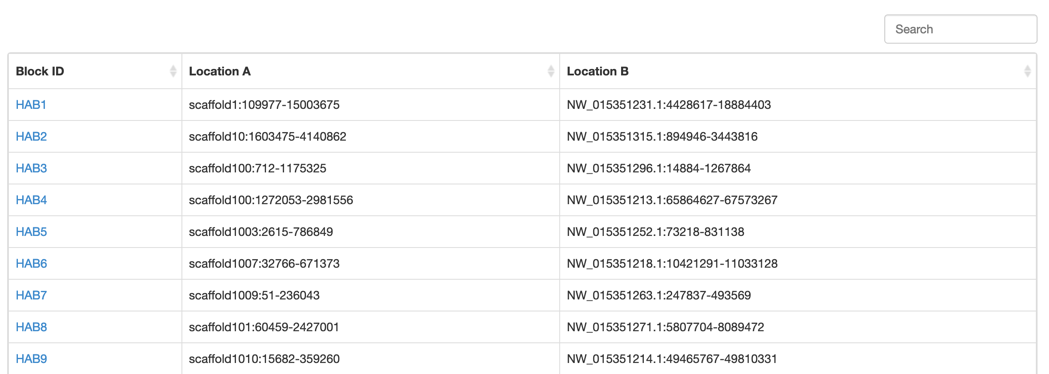 Search
Block ID Location A Location B
HAB1 scaffold1:109977-15003675 NW_015351231.1:4428617-18884403
HAB2 scaffold10:1603475-4140862 NW_015351315.1:894946-3443816
HAB3 scaffold100:712-1175325 NW_015351296.1:14884-1267864
HAB4 scaffold100:1272053-2981556 NW_015351213.1:65864627-67573267
HAB5 scaffold1003:2615-786849 NW_015351252.1:73218-831138
HAB6 scaffold1007:32766-671373 NW_015351218.1:10421291-11033128
HAB7 scaffold1009:51-236043 NW_015351263.1:247837-493569
HAB8 scaffold101:60459-2427001 NW_015351271.1:5807704-8089472
HAB9 scaffold1010:15682-359260 NW_015351214.1:49465767-49810331